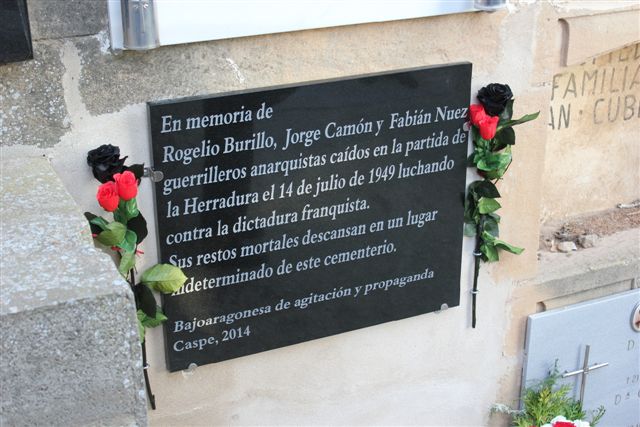 En memoria de
Rogelio Burillo, Jorge Camón y Fabián Nuez
guerrilleros anarquistas caídos en la partida de
la Herradura el 14 de julio de 1949 luchando
contra la dictadura franquista.
Sus restos mortales descansan en un lugar
indeterminado de este cementerio.
Bajoaragonesa de agitación y propaganda
Caspe, 2014
FAMILIA
AN CUB
D